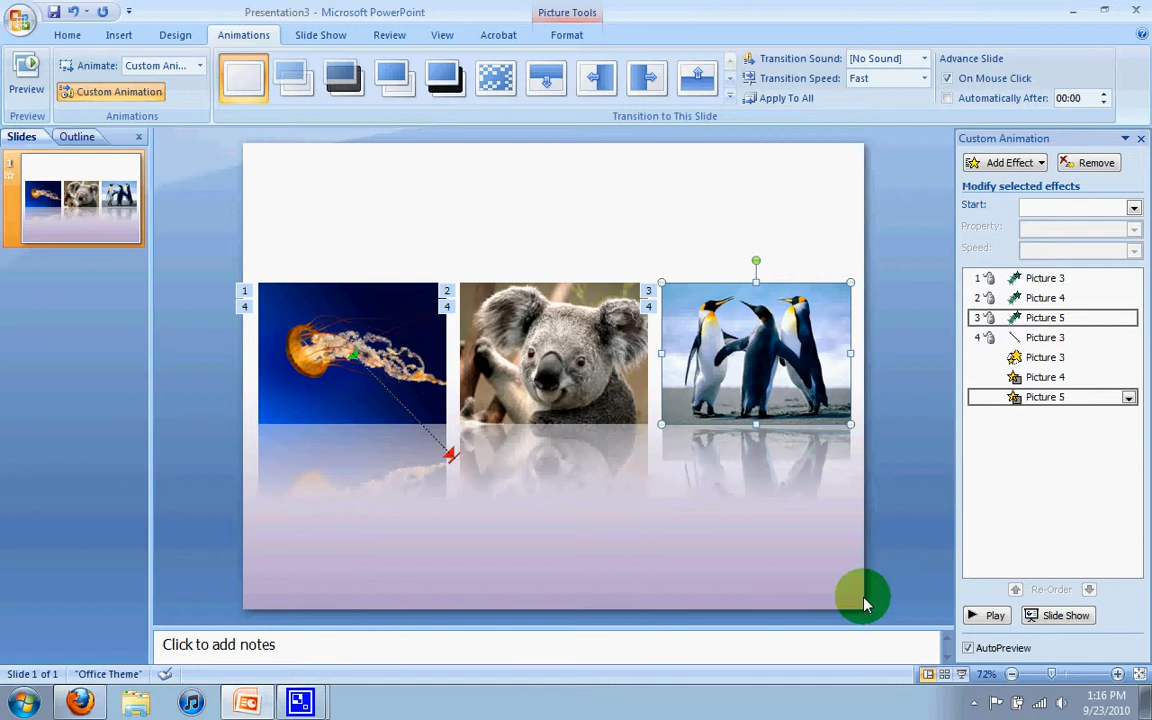 Presentation3 - Microsoft PowerPoint
Picture Tools
Home Insert Design Animations Slide Show Review View Acrobat Format
Preview
Animate: Custom Ani...
Custom Animation
Preview
Animations
Transition Sound: [No Sound]
Transition Speed: Fast
Apply To All
Transition to This Slide
Advance Slide
On Mouse Click
Automatically After: 00:00
Slides Outline
1
1
4
2
4
3
4
Custom Animation
Add Effect Remove
Modify selected effects
Start:
Property:
Speed:
1 Picture 3
2 Picture 4
3 Picture 5
4 Picture 3
Picture 3
Picture 4
Picture 5
Re-Order
Play Slide Show
AutoPreview
Click to add notes
Slide 1 of 1 "Office Theme" 72%
1:16 PM
9/23/2010